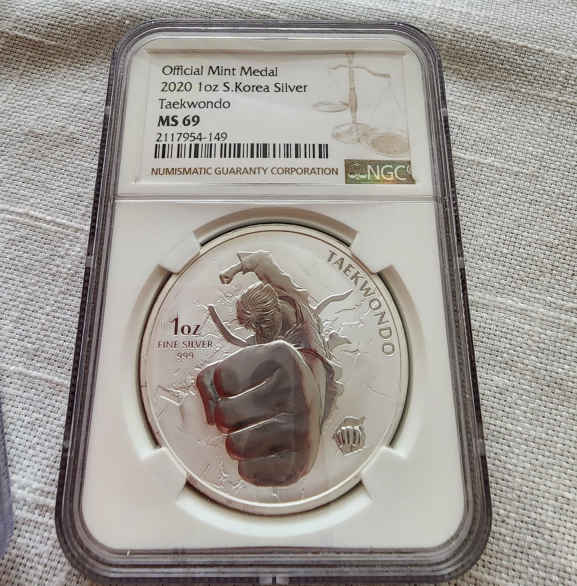 Official Mint Medal
2020 1oz S.Korea Silver
Taekwondo
MS 69
2117954-149
NUMISMATIC GUARANTY CORPORATION
NGC
TAEKWONDO
1oz
FINE SILVER
999